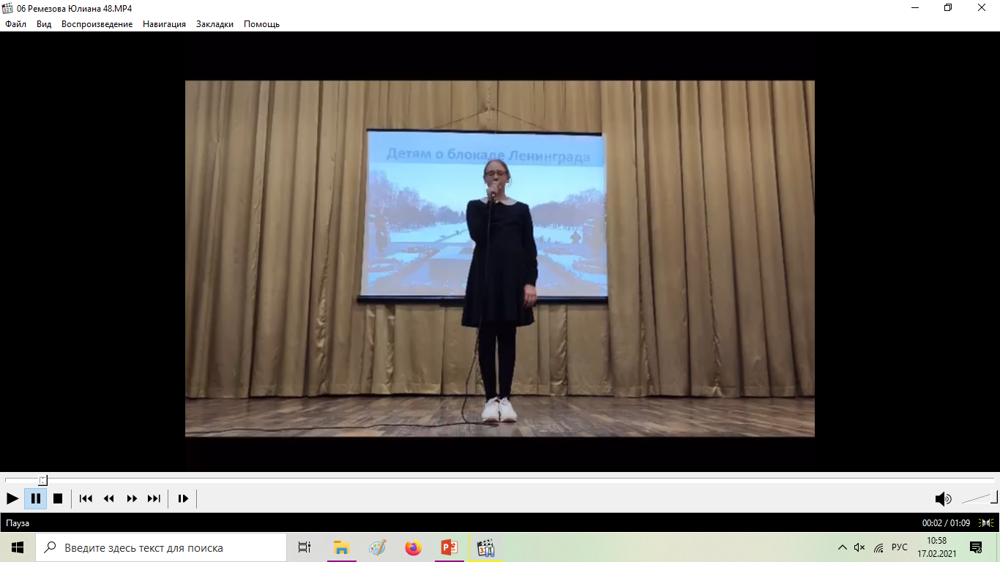 06 Ремезова Юлиана 48.MP4
Файл Вид Воспроизведение Навигация Закладки Помощь
Детям о блокаде Ленинграда
Пауза
00:02 / 01:09
Введите здесь текст для поиска
РУС
10:58
17.02.2021